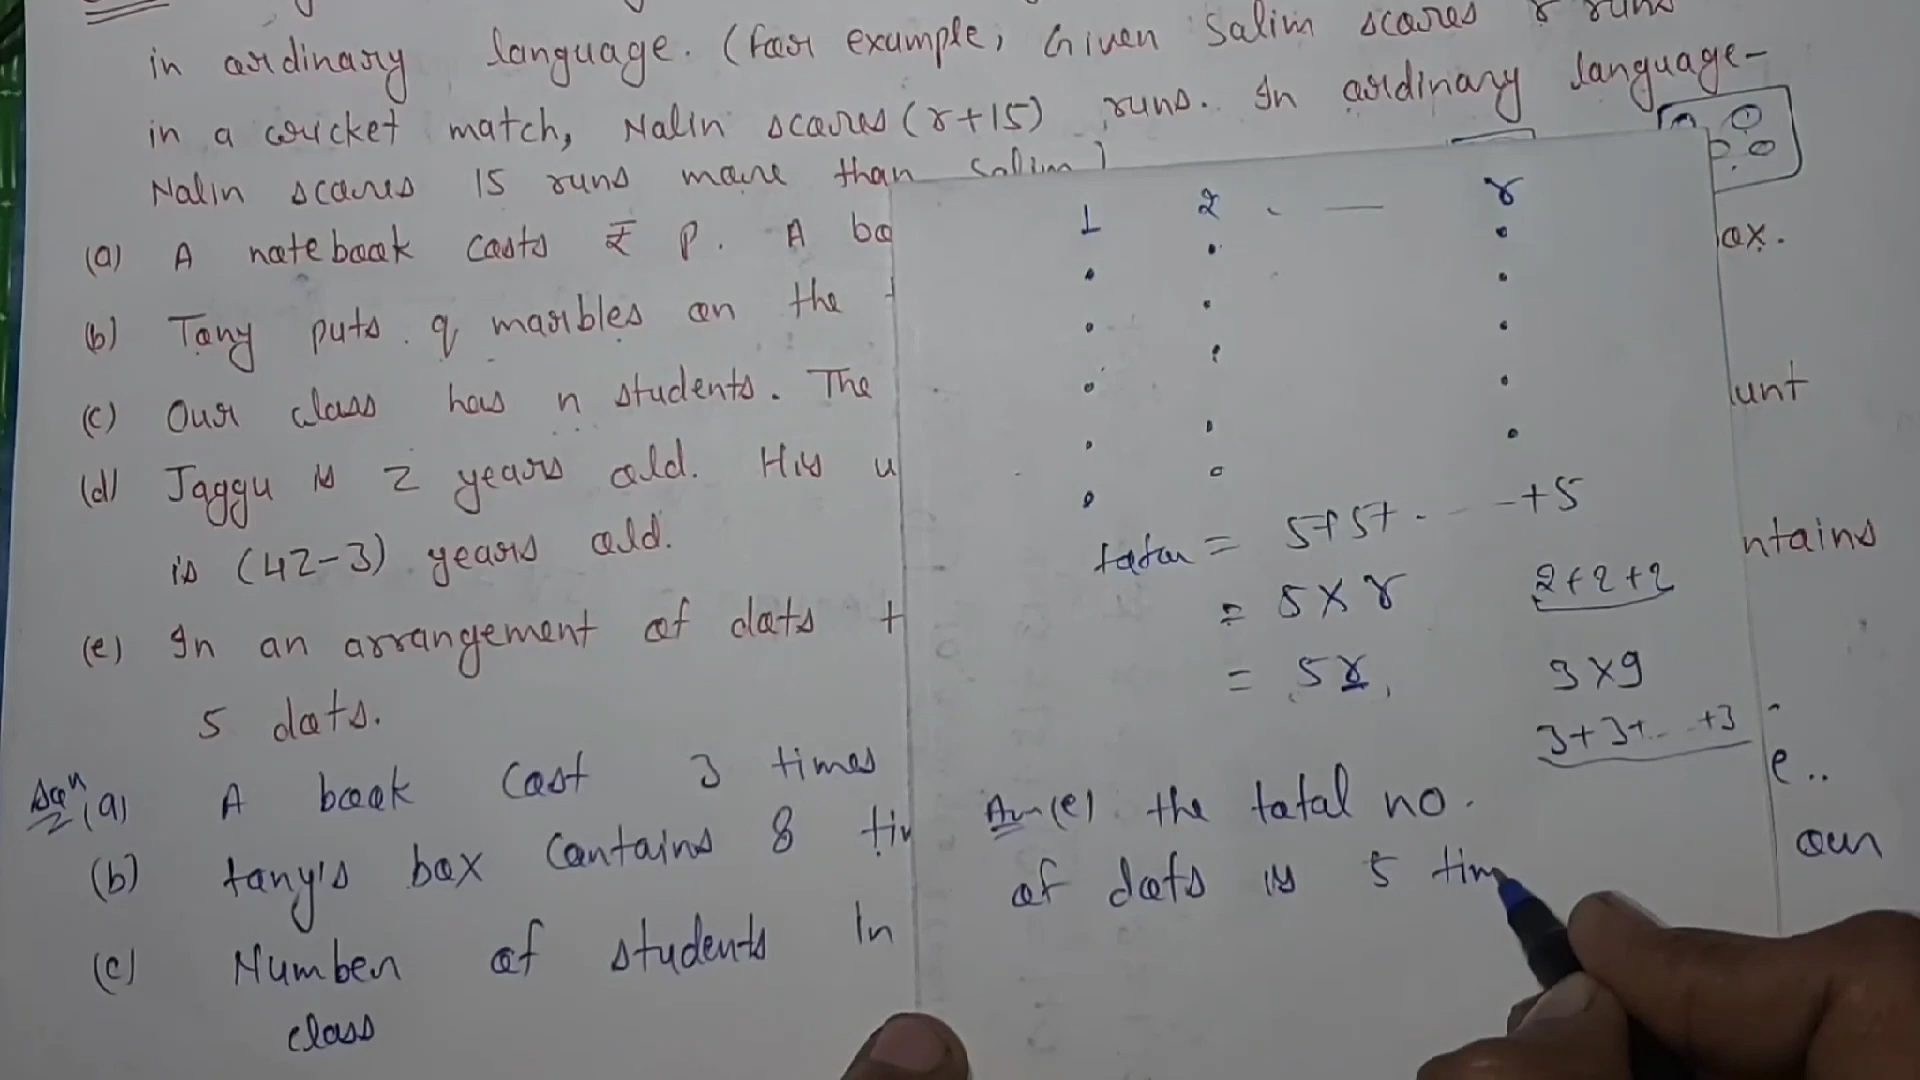 in ordinary language. (for example, Given Salim scores r runs
in a cricket match, Nalin scores (r+15) runs. In ordinary language-
Nalin scores 15 runs more than Salim)
(a) A notebook costs ₹ p. A bo
ox.
(b) Tony puts q marbles on the
(c) Our class has n students. The
unt
(d) Jaggu is z years old. His u
is (4z-3) years old.
ntains
(e) In an arrangement of dots t
5 dots.
Soln (a) A book cost 3 times
e..
(b) tony's box contains 8 tim
our
(c) Number of students In
class
1 2 . — r
total = 5+5+. - - +5
= 5×r
= 5r,
2+2+2
3×9
3+3+... +3
Ans(e) the total no.
of dots is 5 tim